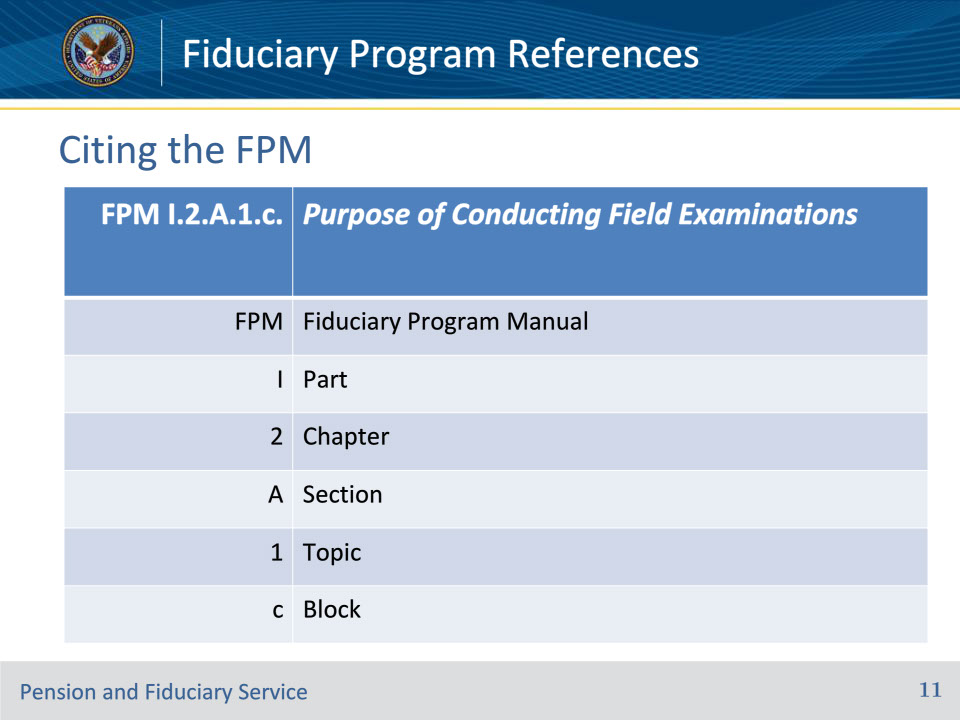 Fiduciary Program References
Citing the FPM
FPM I.2.A.1.c. Purpose of Conducting Field Examinations
FPM Fiduciary Program Manual
I Part
2 Chapter
A Section
1 Topic
c Block
Pension and Fiduciary Service 11